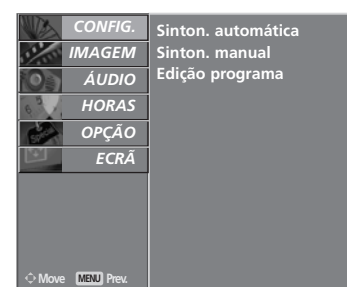 CONFIG.
IMAGEM
ÁUDIO
HORAS
OPÇÃO
ECRÃ
Sinton. automática
Sinton. manual
Edição programa
Move MENU Prev.